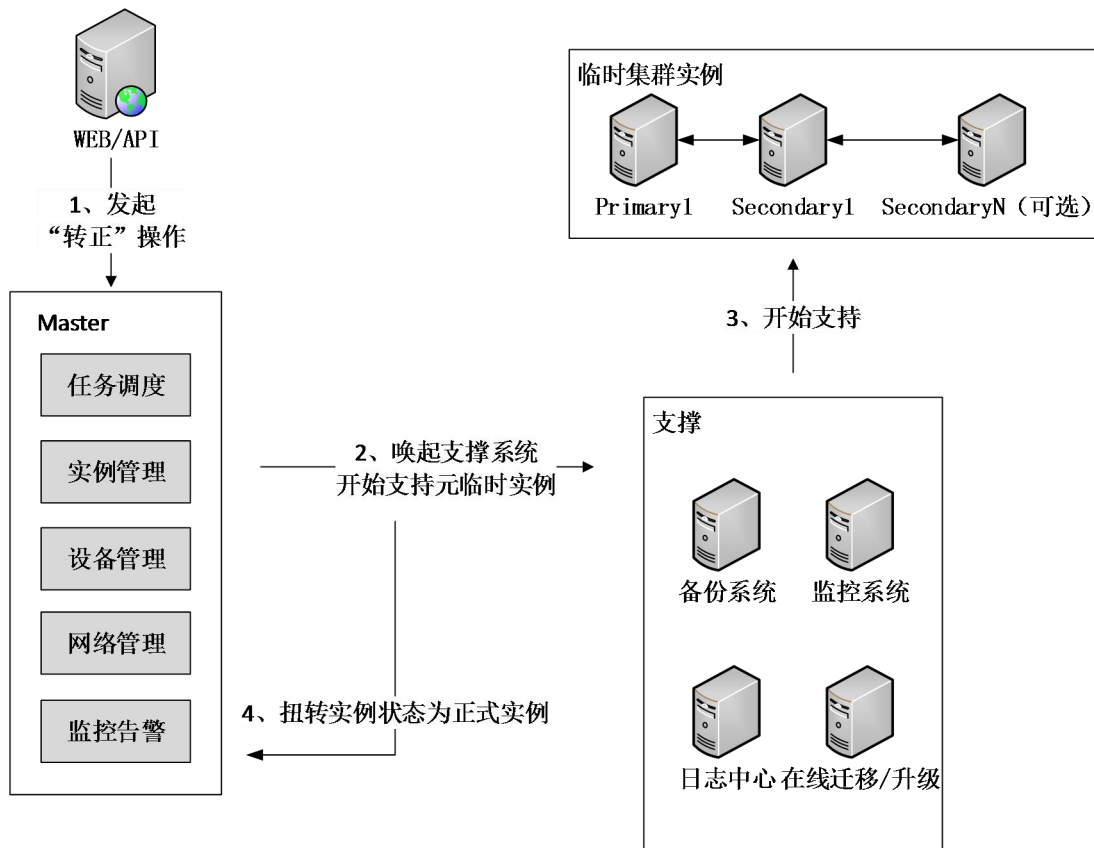 WEB/API
1、发起
“转正”操作
Master
任务调度
实例管理
设备管理
网络管理
监控告警
2、唤起支撑系统
开始支持元临时实例
4、扭转实例状态为正式实例
临时集群实例
Primary1
Secondary1
SecondaryN（可选）
3、开始支持
支撑
备份系统
监控系统
日志中心
在线迁移/升级